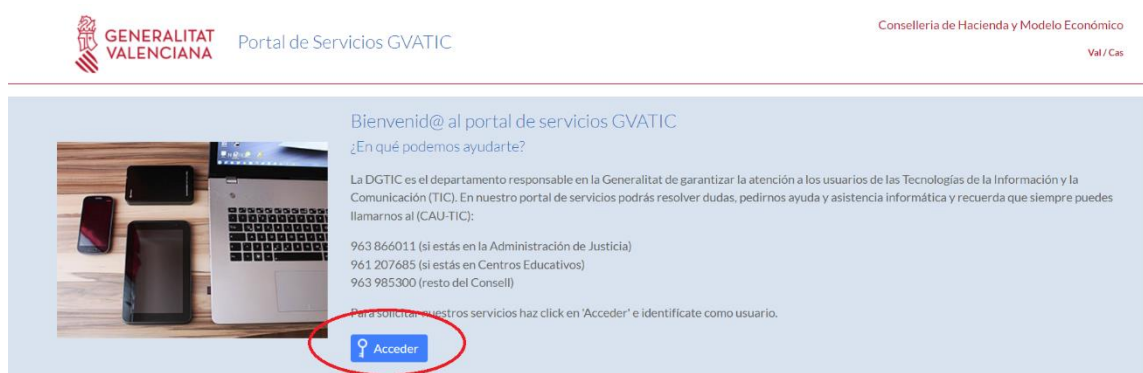 GENERALITAT
VALENCIANA
Portal de Servicios GVATIC
Conselleria de Hacienda y Modelo Económico
Val / Cas
Bienvenid@ al portal de servicios GVATIC
¿En qué podemos ayudarte?
La DGTIC es el departamento responsable en la Generalitat de garantizar la atención a los usuarios de las Tecnologías de la Información y la
Comunicación (TIC). En nuestro portal de servicios podrás resolver dudas, pedirnos ayuda y asistencia informática y recuerda que siempre puedes
llamarnos al (CAU-TIC):
963 866011 (si estás en la Administración de Justicia)
961 207685 (si estás en Centros Educativos)
963 985300 (resto del Consell)
Para solicitar nuestros servicios haz click en 'Acceder' e identifícate como usuario.
Acceder